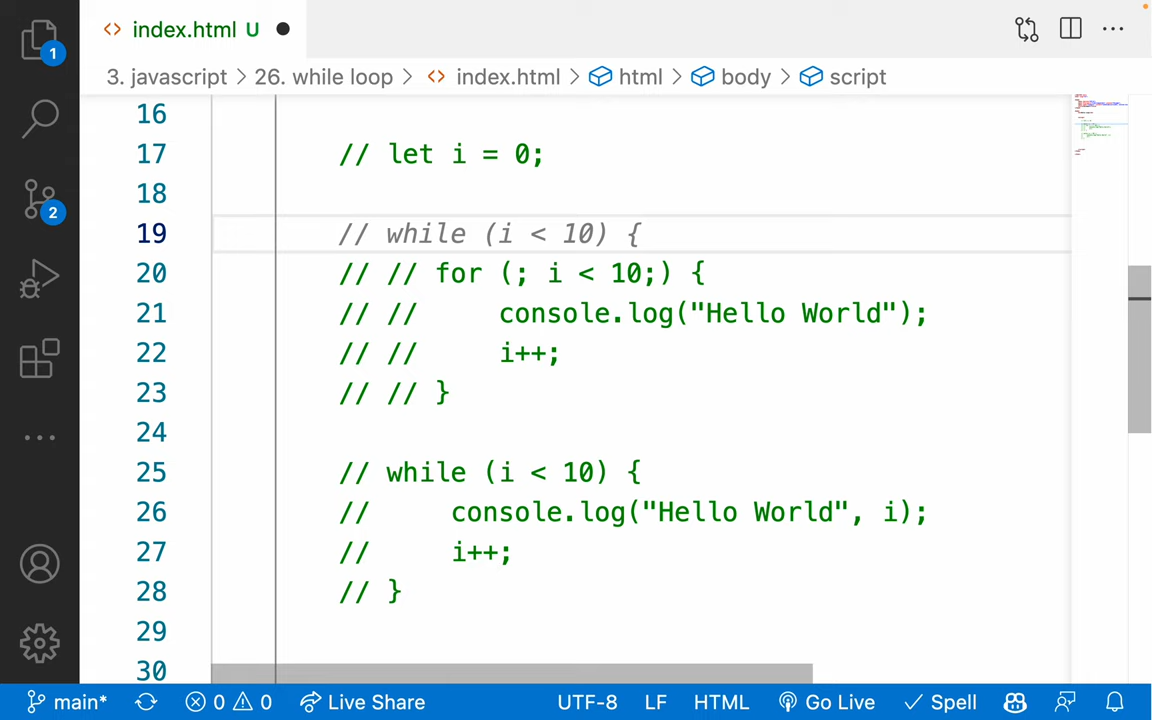 index.html U
3. javascript > 26. while loop > index.html > html > body > script
1
2
16
17 // let i = 0;
18
19 // while (i < 10) {
20 // // for (; i < 10;) {
21 // // console.log("Hello World");
22 // // i++;
23 // // }
24
25 // while (i < 10) {
26 // console.log("Hello World", i);
27 // i++;
28 // }
29
30
main* 0 0 Live Share UTF-8 LF HTML Go Live Spell